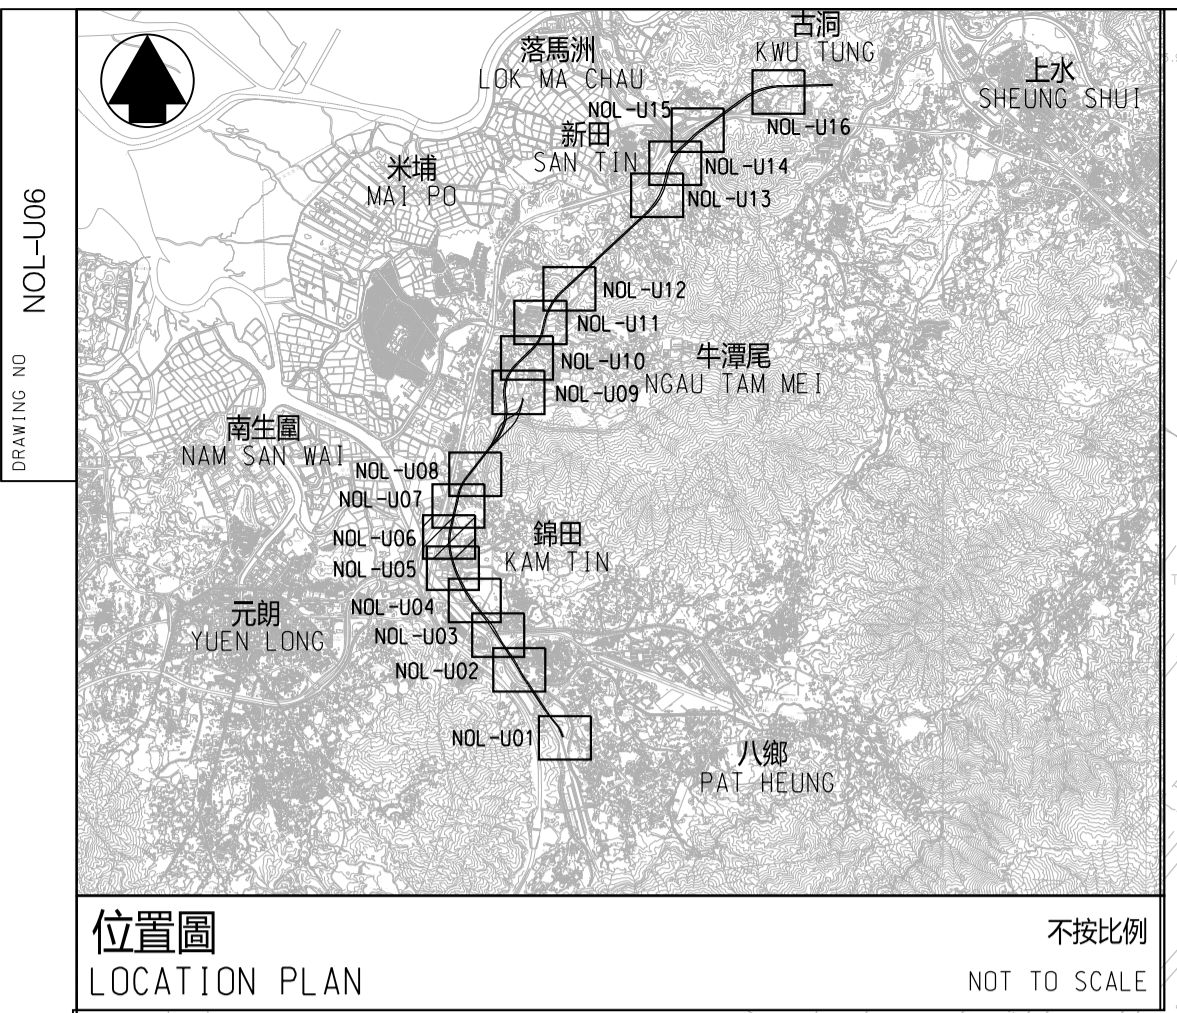 NOL-U06
DRAWING NO
古洞
KWU TUNG
落馬洲
LOK MA CHAU
上水
SHEUNG SHUI
NOL-U15
NOL-U16
新田
SAN TIN
NOL-U14
米埔
MAI PO
NOL-U13
NOL-U12
NOL-U11
牛潭尾
NGAU TAM MEI
NOL-U10
NOL-U09
南生圍
NAM SAN WAI
NOL-U08
NOL-U07
錦田
KAM TIN
NOL-U06
NOL-U05
元朗
YUEN LONG
NOL-U04
NOL-U03
NOL-U02
NOL-U01
八鄉
PAT HEUNG
位置圖
LOCATION PLAN
不按比例
NOT TO SCALE